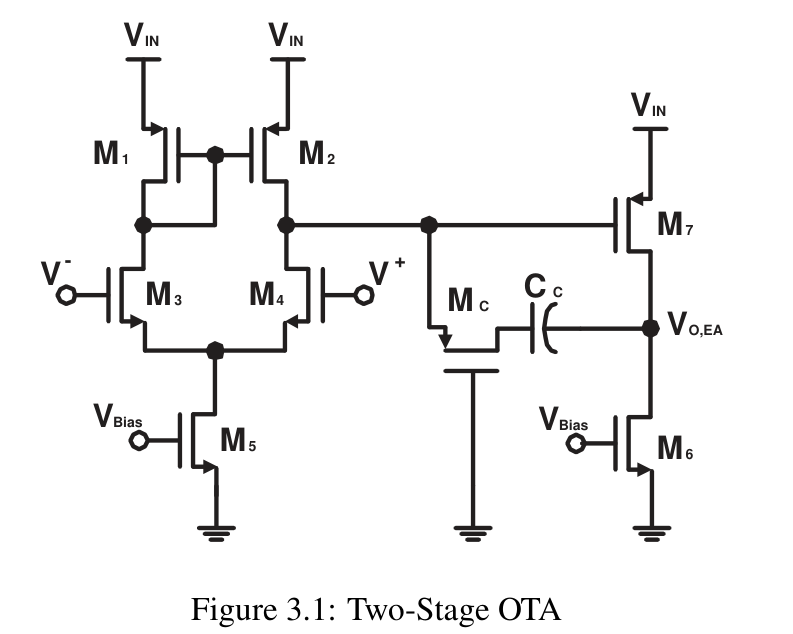 VIN VIN
VIN
M1 M2
M7
V- M3 M4 V+
MC CC
VO,EA
VBias M5
VBias M6
Figure 3.1: Two-Stage OTA